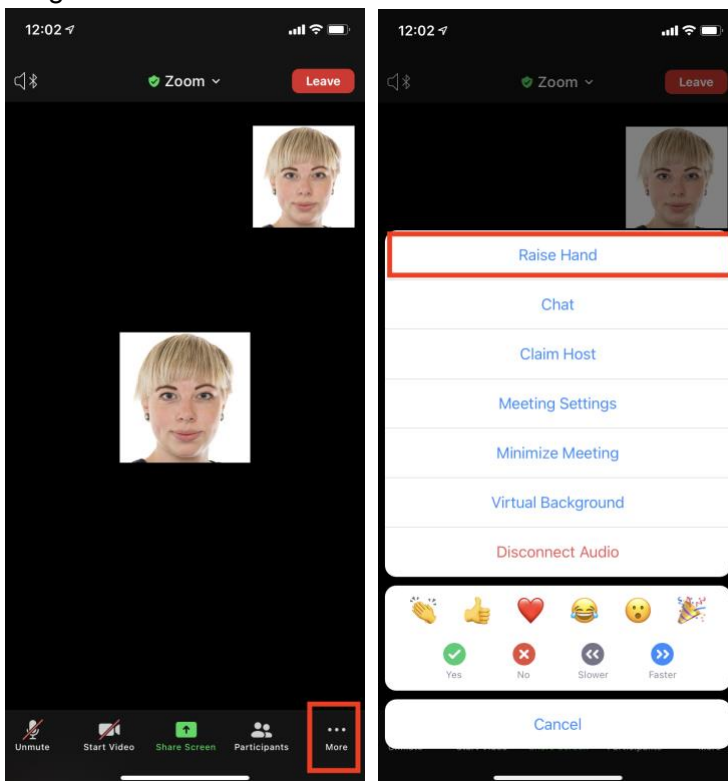 12:02
Zoom
Leave
Unmute
Start Video
Share Screen
Participants
More
12:02
Zoom
Leave
Raise Hand
Chat
Claim Host
Meeting Settings
Minimize Meeting
Virtual Background
Disconnect Audio
Yes
No
Slower
Faster
Cancel